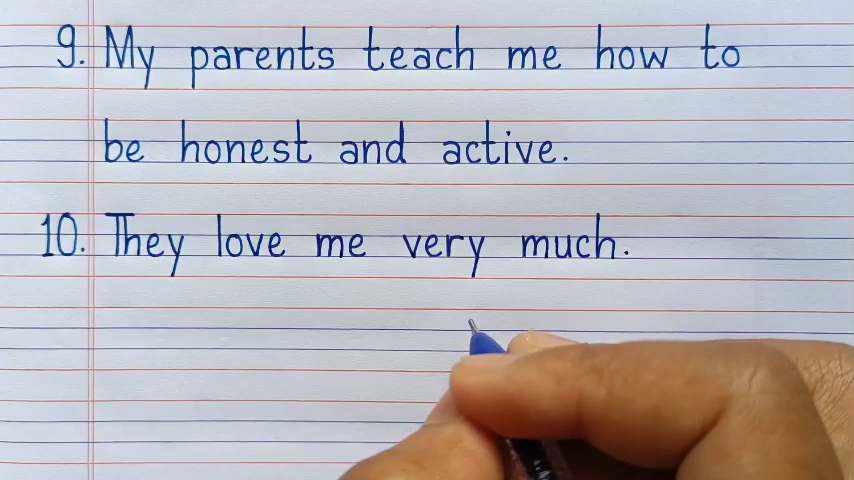 9. My parents teach me how to
be honest and active.
10. They love me very much.